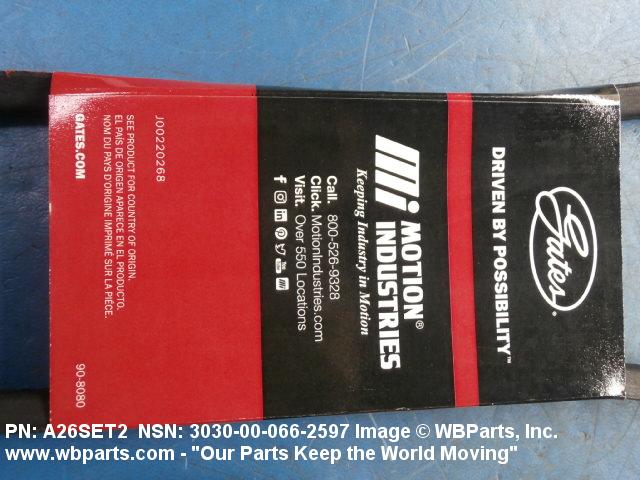 Gates®
DRIVEN BY POSSIBILITY™
Mi MOTION®
INDUSTRIES
Keeping Industry in Motion
Call. 800-526-9328
Click. MotionIndustries.com
Visit. Over 550 Locations
J00220268
SEE PRODUCT FOR COUNTRY OF ORIGIN.
EL PAÍS DE ORIGEN APARECE EN EL PRODUCTO.
NOM DU PAYS D'ORIGINE IMPRIMÉ SUR LA PIÈCE.
GATES.COM
90-8080
PN: A26SET2 NSN: 3030-00-066-2597 Image © WBParts, Inc.
www.wbparts.com - "Our Parts Keep the World Moving"